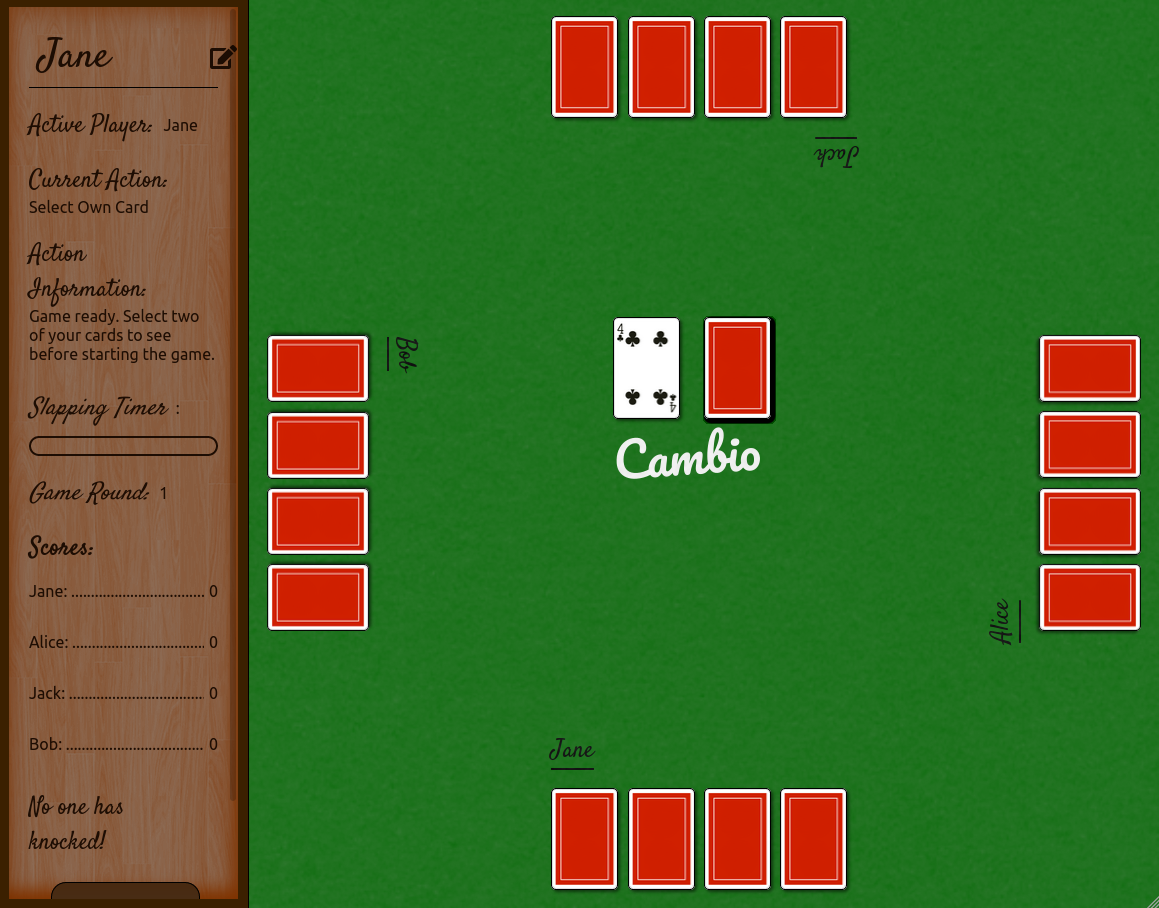 Jane
Active Player: Jane
Current Action:
Select Own Card
Action
Information:
Game ready. Select two
of your cards to see
before starting the game.
Slapping Timer :
Game Round: 1
Scores:
Jane: 0
Alice: 0
Jack: 0
Bob: 0
No one has
knocked!
Jack
Bob
4
4
Cambio
Alice
Jane